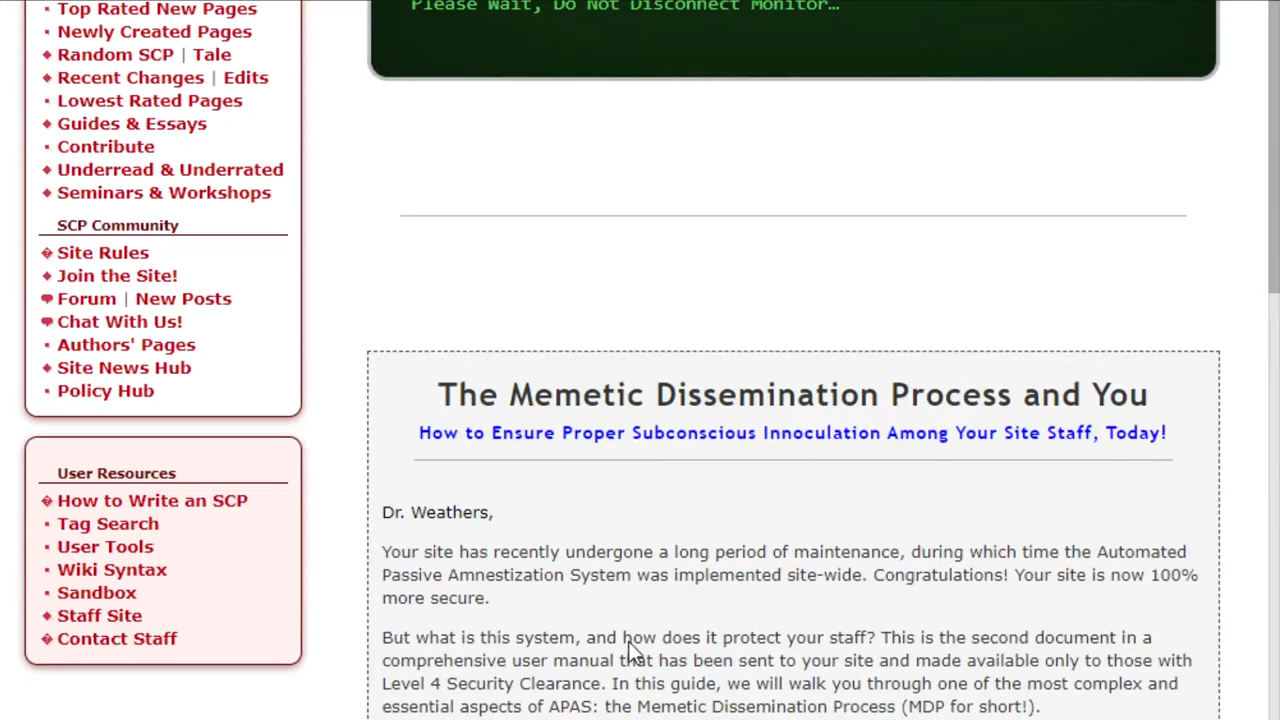 Top Rated New Pages
Newly Created Pages
Random SCP | Tale
Recent Changes | Edits
Lowest Rated Pages
Guides & Essays
Contribute
Underread & Underrated
Seminars & Workshops
SCP Community
Site Rules
Join the Site!
Forum | New Posts
Chat With Us!
Authors' Pages
Site News Hub
Policy Hub
User Resources
How to Write an SCP
Tag Search
User Tools
Wiki Syntax
Sandbox
Staff Site
Contact Staff
Please Wait, Do Not Disconnect Monitor…
The Memetic Dissemination Process and You
How to Ensure Proper Subconscious Innoculation Among Your Site Staff, Today!
Dr. Weathers,
Your site has recently undergone a long period of maintenance, during which time the Automated
Passive Amnestization System was implemented site-wide. Congratulations! Your site is now 100%
more secure.
But what is this system, and how does it protect your staff? This is the second document in a
comprehensive user manual that has been sent to your site and made available only to those with
Level 4 Security Clearance. In this guide, we will walk you through one of the most complex and
essential aspects of APAS: the Memetic Dissemination Process (MDP for short!).